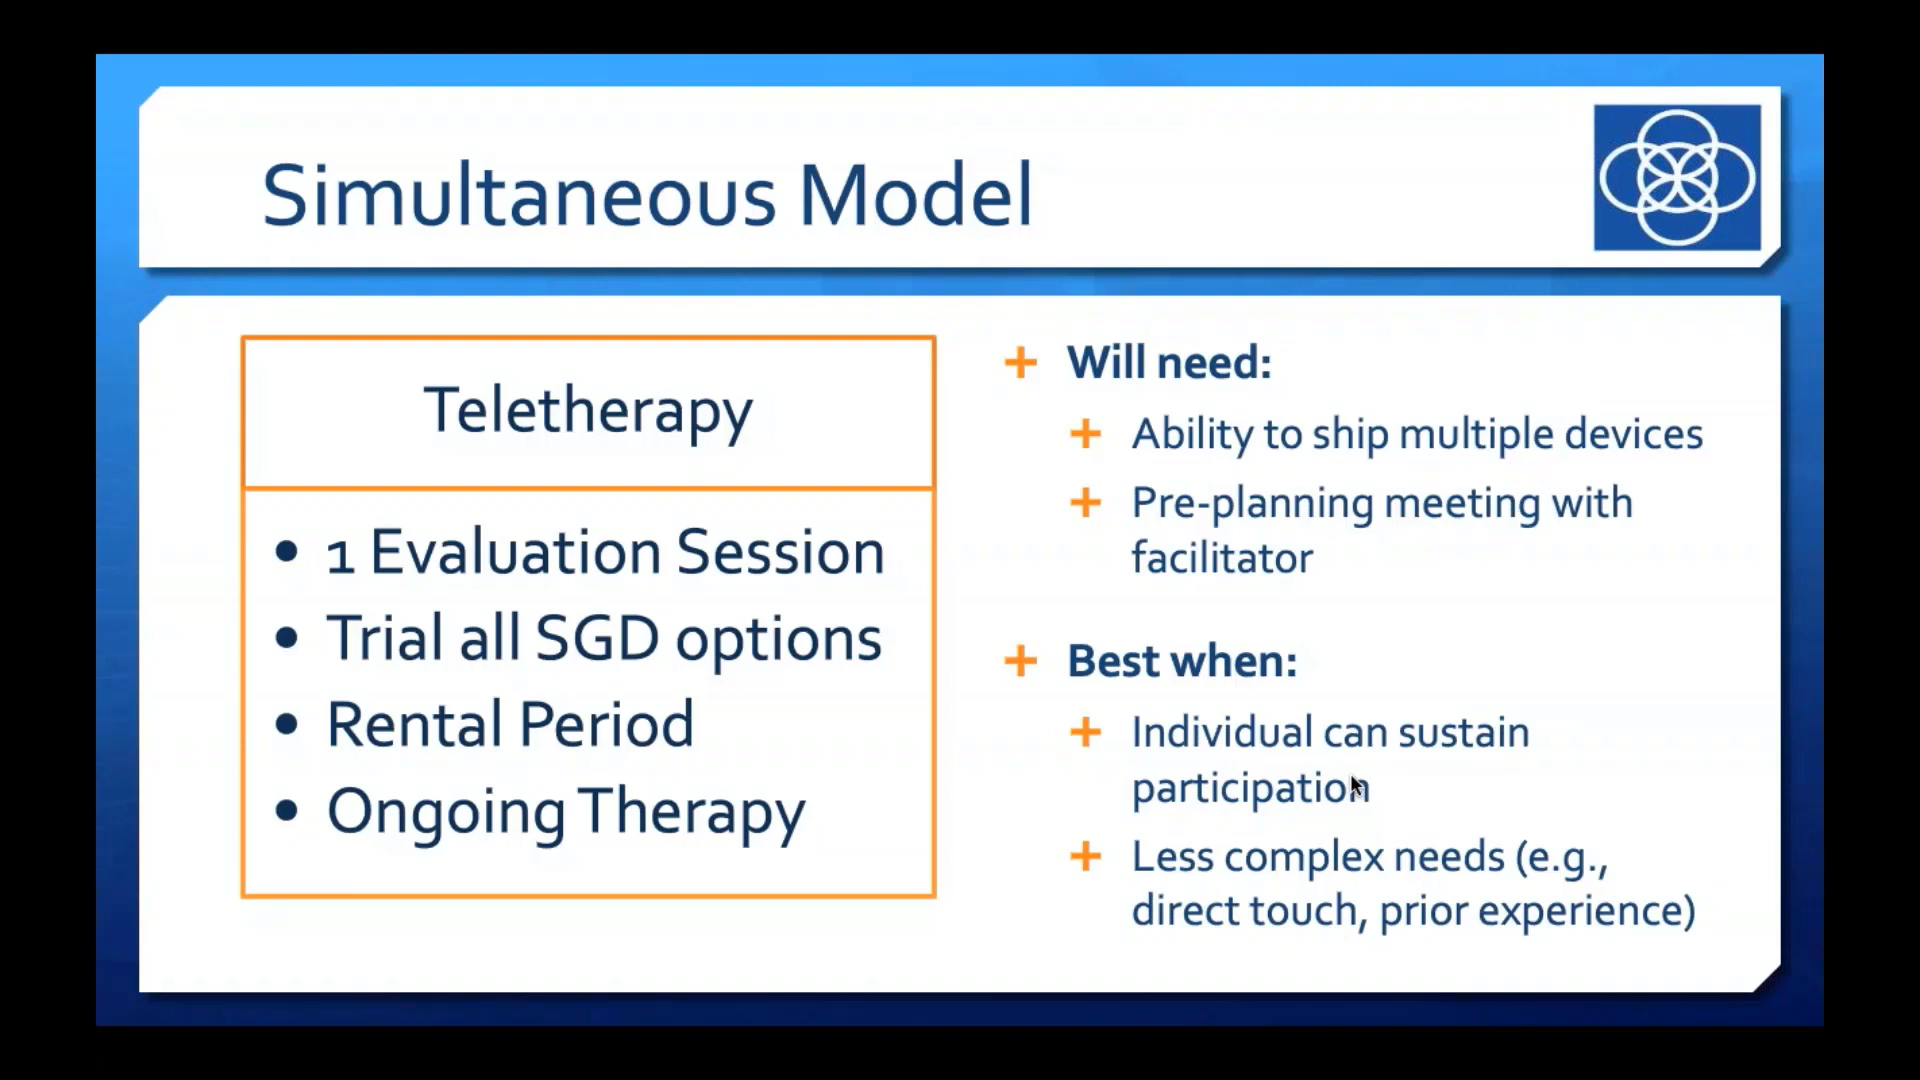 Simultaneous Model
Teletherapy
• 1 Evaluation Session
• Trial all SGD options
• Rental Period
• Ongoing Therapy
+ Will need:
+ Ability to ship multiple devices
+ Pre-planning meeting with
facilitator
+ Best when:
+ Individual can sustain
participation
+ Less complex needs (e.g.,
direct touch, prior experience)